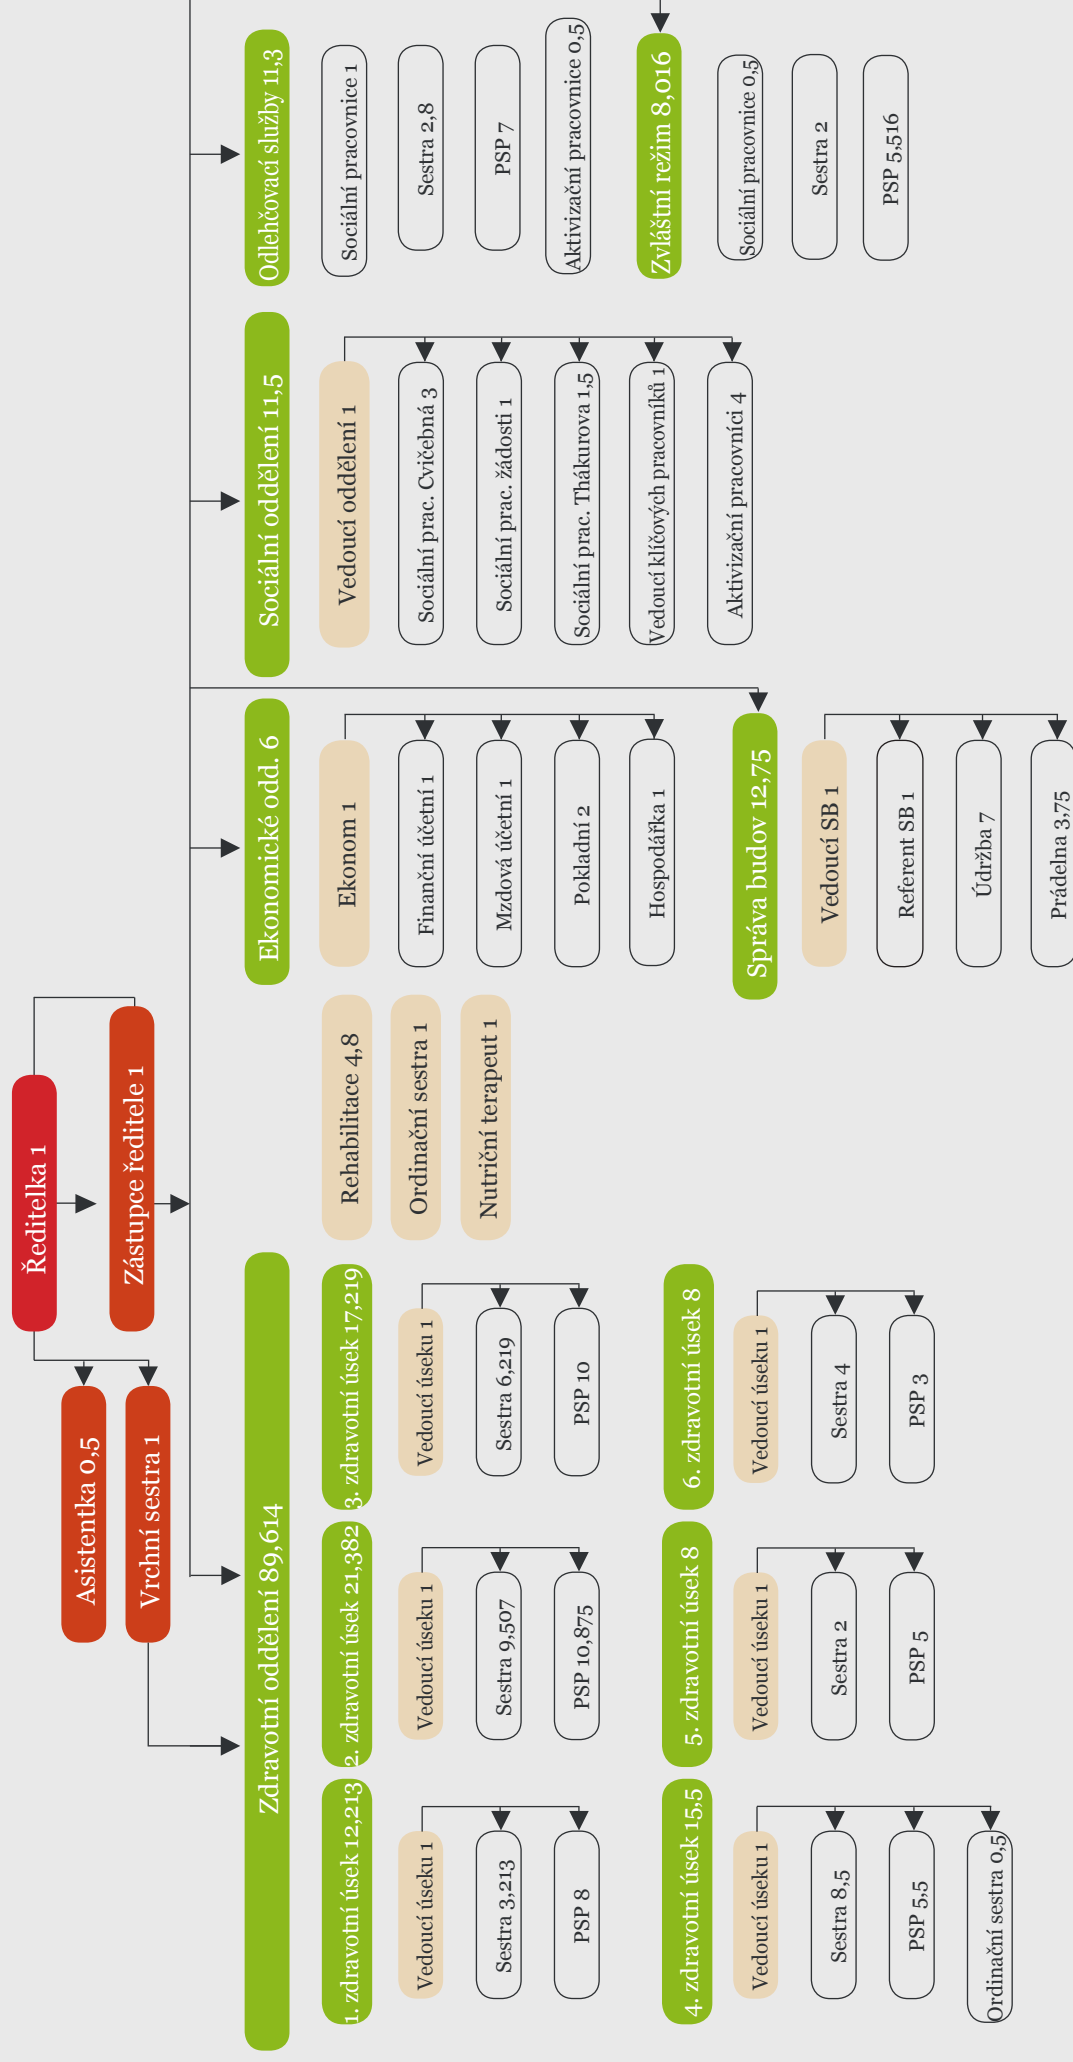 Ředitelka 1
Zástupce ředitele 1
Asistentka 0,5
Vrchní sestra 1
Zdravotní oddělení 89,614
1. zdravotní úsek 12,213
Vedoucí úseku 1
Sestra 3,213
PSP 8
2. zdravotní úsek 21,382
Vedoucí úseku 1
Sestra 9,507
PSP 10,875
3. zdravotní úsek 17,219
Vedoucí úseku 1
Sestra 6,219
PSP 10
4. zdravotní úsek 15,5
Vedoucí úseku 1
Sestra 8,5
PSP 5,5
Ordinační sestra 0,5
5. zdravotní úsek 8
Vedoucí úseku 1
Sestra 2
PSP 5
6. zdravotní úsek 8
Vedoucí úseku 1
Sestra 4
PSP 3
Rehabilitace 4,8
Ordinační sestra 1
Nutriční terapeut 1
Ekonomické odd. 6
Ekonom 1
Finanční účetní 1
Mzdová účetní 1
Pokladní 2
Hospodářka 1
Správa budov 12,75
Vedoucí SB 1
Referent SB 1
Údržba 7
Prádelna 3,75
Sociální oddělení 11,5
Vedoucí oddělení 1
Sociální prac. Cvičebná 3
Sociální prac. žádosti 1
Sociální prac. Thákurova 1,5
Vedoucí klíčových pracovníků 1
Aktivizační pracovníci 4
Odlehčovací služby 11,3
Sociální pracovnice 1
Sestra 2,8
PSP 7
Aktivizační pracovnice 0,5
Zvláštní režim 8,016
Sociální pracovnice 0,5
Sestra 2
PSP 5,516